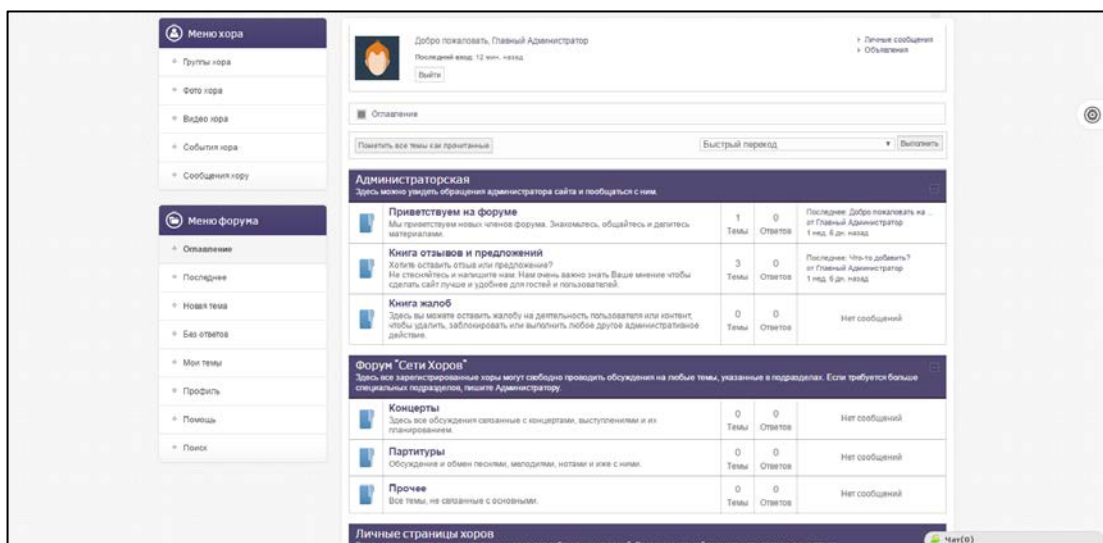 Меню хора
Группы хора
Фото хора
Видео хора
События хора
Сообщения хору
Меню форума
Оглавление
Последнее
Новая тема
Без ответов
Мои темы
Профиль
Помощь
Поиск
Добро пожаловать, Главный Администратор
Последний вход: 12 мин. назад
Выйти
Личные сообщения
Объявления
Оглавление
Пометить все темы как прочитанные
Быстрый переход
Выполнить
Администраторская
Здесь можно увидеть обращения администратора сайта и пообщаться с ним.
Приветствуем на форуме
Мы приветствуем новых членов форума. Знакомьтесь, общайтесь и делитесь
материалами.
1 Темы
0 Ответов
Последнее: Добро пожаловать на ...
от Главный Администратор
1 нед. 6 дн. назад
Книга отзывов и предложений
Хотите оставить отзыв или предложение?
Не стесняйтесь и напишите нам. Нам очень важно знать Ваше мнение чтобы
сделать сайт лучше и удобнее для гостей и пользователей.
3 Темы
0 Ответов
Последнее: Что-то добавить?
от Главный Администратор
1 нед. 6 дн. назад
Книга жалоб
Здесь вы можете оставить жалобу на деятельность пользователя или контент,
чтобы удалить, заблокировать или выполнить любое другое административное
действие.
0 Темы
0 Ответов
Нет сообщений
Форум "Сети Хоров"
Здесь все зарегистрированные хоры могут свободно проводить обсуждения на любые темы, указанные в подразделах. Если требуется больше
специальных подразделов, пишите Администратору.
Концерты
Здесь все обсуждения связанные с концертами, выступлениями и их
планированием.
0 Темы
0 Ответов
Нет сообщений
Партитуры
Обсуждение и обмен песнями, мелодиями, нотами и иже с ними.
0 Темы
0 Ответов
Нет сообщений
Прочее
Все темы, не связанные с основными.
0 Темы
0 Ответов
Нет сообщений
Личные страницы хоров
Чат(0)